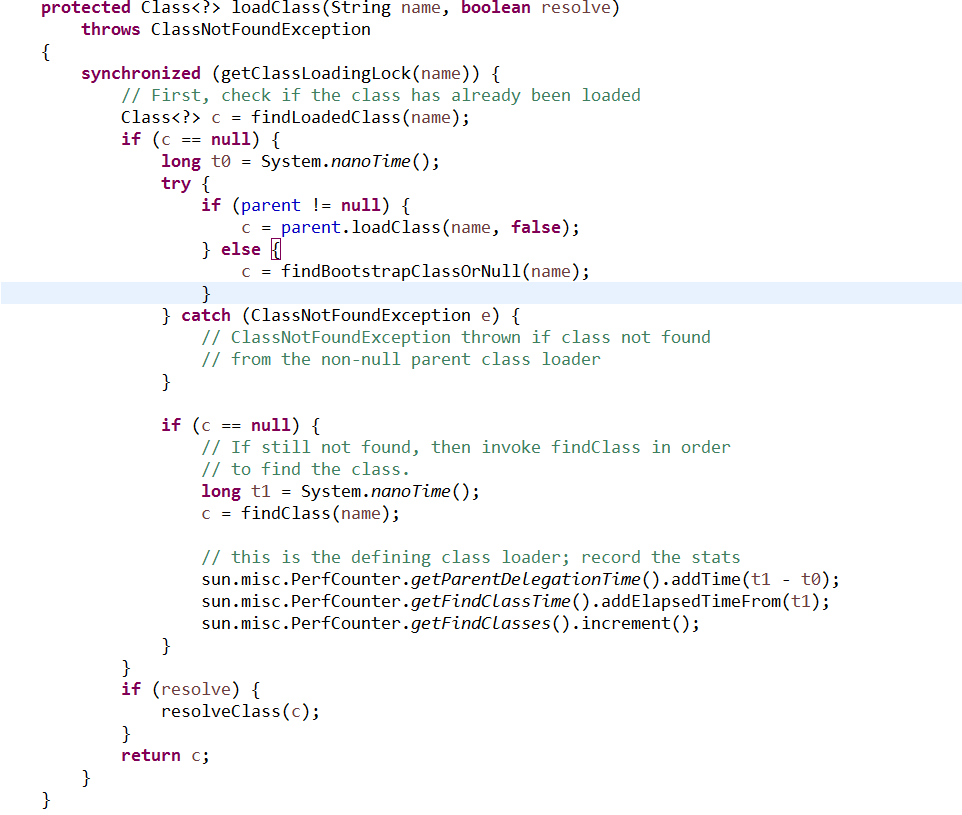 protected Class<?> loadClass(String name, boolean resolve)
throws ClassNotFoundException
{
synchronized (getClassLoadingLock(name)) {
// First, check if the class has already been loaded
Class<?> c = findLoadedClass(name);
if (c == null) {
long t0 = System.nanoTime();
try {
if (parent != null) {
c = parent.loadClass(name, false);
} else {
c = findBootstrapClassOrNull(name);
}
} catch (ClassNotFoundException e) {
// ClassNotFoundException thrown if class not found
// from the non-null parent class loader
}
if (c == null) {
// If still not found, then invoke findClass in order
// to find the class.
long t1 = System.nanoTime();
c = findClass(name);
// this is the defining class loader; record the stats
sun.misc.PerfCounter.getParentDelegationTime().addTime(t1 - t0);
sun.misc.PerfCounter.getFindClassTime().addElapsedTimeFrom(t1);
sun.misc.PerfCounter.getFindClasses().increment();
}
}
if (resolve) {
resolveClass(c);
}
return c;
}
}